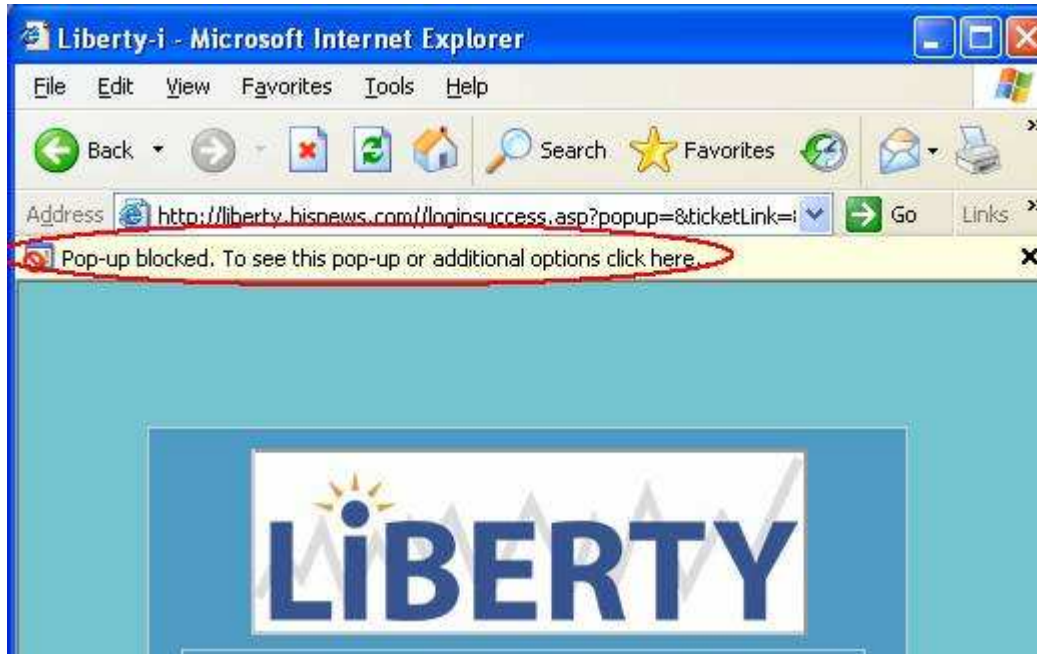 Liberty-i - Microsoft Internet Explorer
File Edit View Favorites Tools Help
Back Search Favorites »
Address http://liberty.hisnews.com//loginsuccess.asp?popup=&ticketLink= Go Links »
Pop-up blocked. To see this pop-up or additional options click here.
LiBERTY